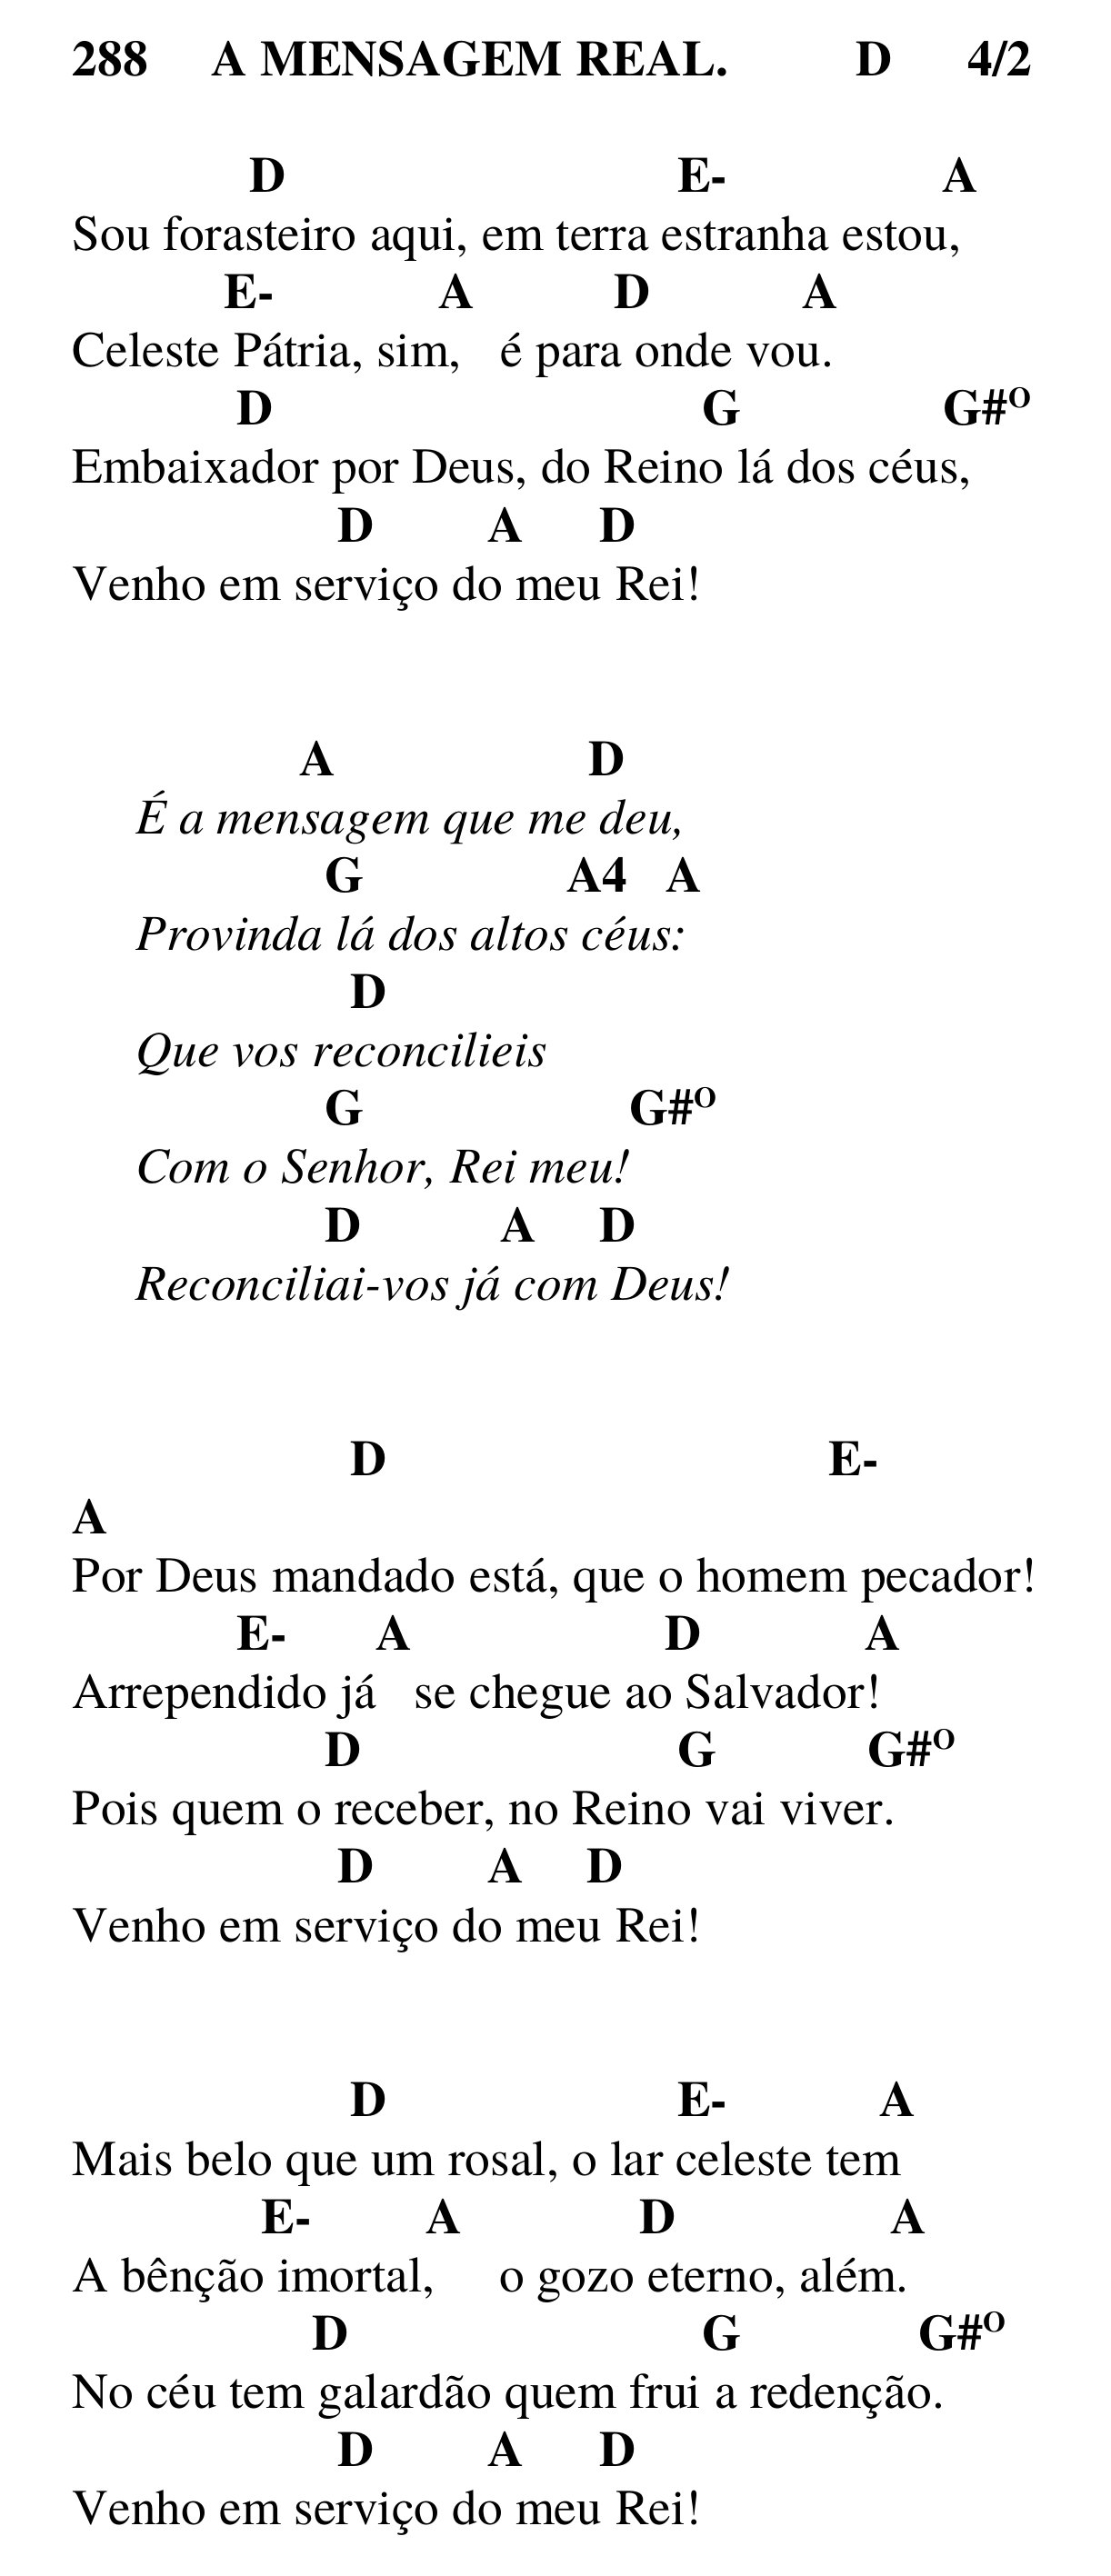 288 A MENSAGEM REAL. D 4/2
D E- A
Sou forasteiro aqui, em terra estranha estou,
E- A D A
Celeste Pátria, sim, é para onde vou.
D G G#º
Embaixador por Deus, do Reino lá dos céus,
D A D
Venho em serviço do meu Rei!
A D
É a mensagem que me deu,
G A4 A
Provinda lá dos altos céus:
D
Que vos reconcilieis
G G#º
Com o Senhor, Rei meu!
D A D
Reconciliai-vos já com Deus!
D E-
A
Por Deus mandado está, que o homem pecador!
E- A D A
Arrependido já se chegue ao Salvador!
D G G#º
Pois quem o receber, no Reino vai viver.
D A D
Venho em serviço do meu Rei!
D E- A
Mais belo que um rosal, o lar celeste tem
E- A D A
A bênção imortal, o gozo eterno, além.
D G G#º
No céu tem galardão quem frui a redenção.
D A D
Venho em serviço do meu Rei!